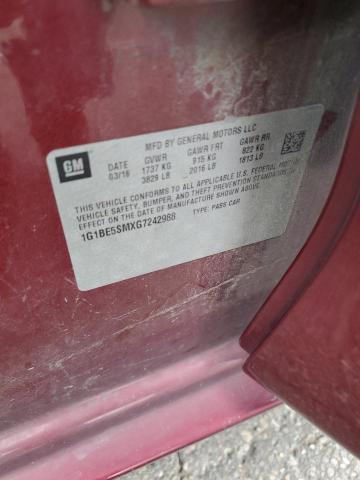 MFD BY GENERAL MOTORS LLC
GM
DATE GVWR GAWR FRT GAWR RR
03/16 1737 KG 915 KG 822 KG
3829 LB 2016 LB 1813 LB
THIS VEHICLE CONFORMS TO ALL APPLICABLE U.S. FEDERAL MOTOR
VEHICLE SAFETY, BUMPER, AND THEFT PREVENTION STANDARDS IN
EFFECT ON THE DATE OF MANUFACTURE SHOWN ABOVE.
1G1BE5SMXG7242988 TYPE: PASS CAR